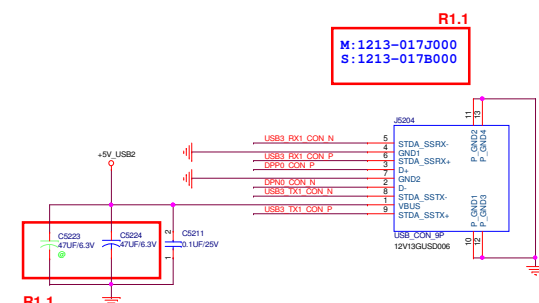 R1.1
M:1213-017J000
S:1213-017B000
J5204
11
13
P_GND2
P_GND4
USB3_RX1_CON_N 5 STDA_SSRX-
4 GND1
USB3_RX1_CON_P 6 STDA_SSRX+
DPP0_CON_P 3 D+
7 GND2
DPN0_CON_N 2 D-
USB3_TX1_CON_N 8 STDA_SSTX-
1 VBUS
USB3_TX1_CON_P 9 STDA_SSTX+
P_GND1
P_GND3
10
12
USB_CON_9P
12V13GUSD006
+5V_USB2
C5223
47UF/6.3V
@
C5224
47UF/6.3V
2
C5211
0.1UF/25V
1
R1.1